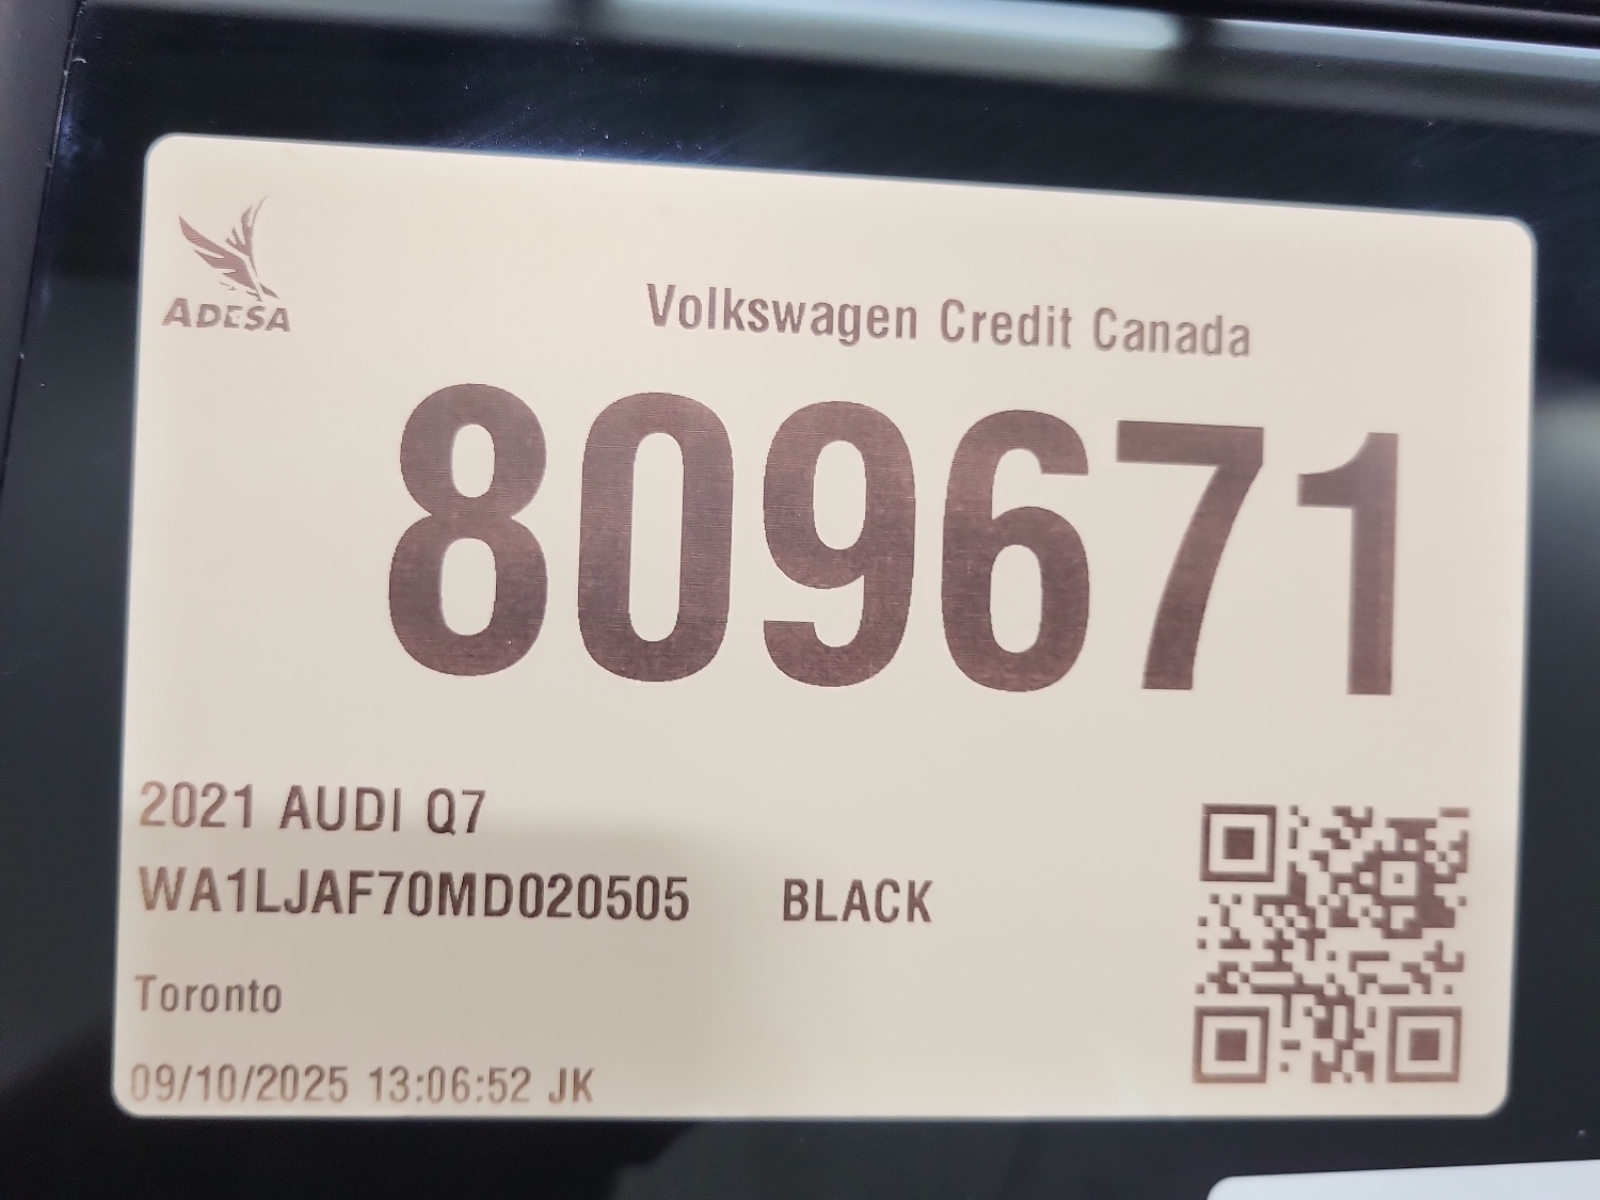 ADESA
Volkswagen Credit Canada
809671
2021 AUDI Q7
WA1LJAF70MD020505 BLACK
Toronto
09/10/2025 13:06:52 JK